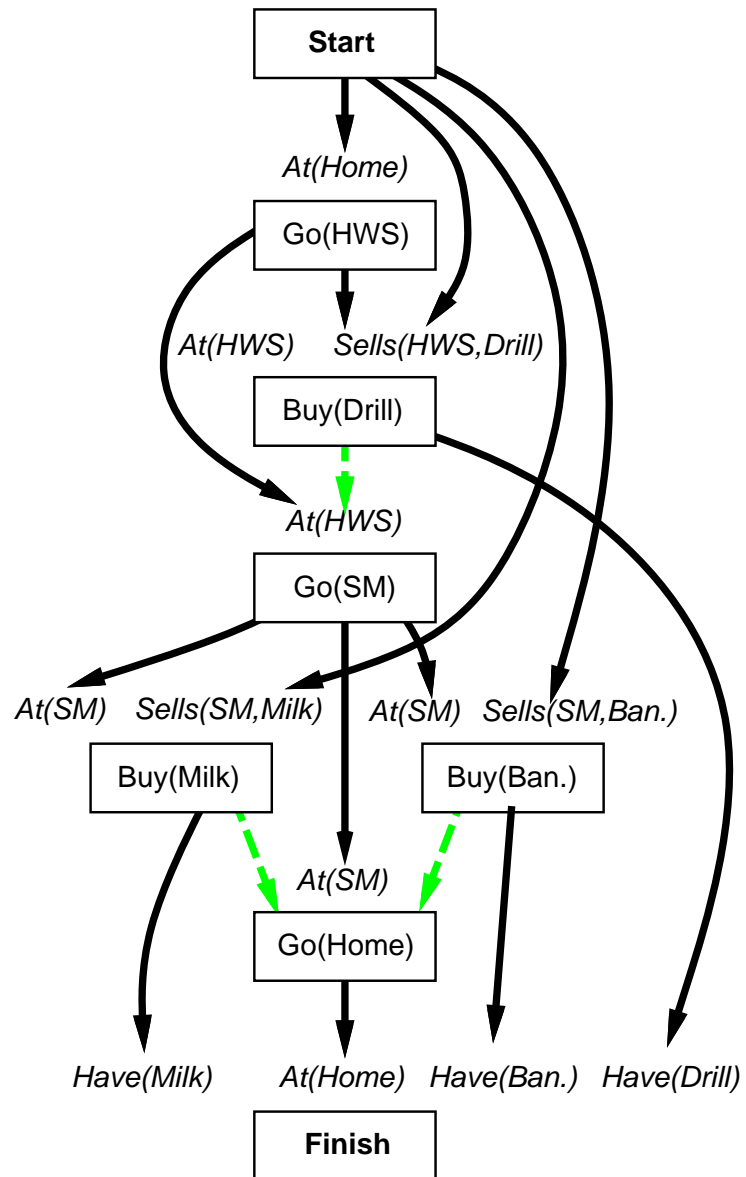 Start
At(Home)
Go(HWS)
At(HWS) Sells(HWS,Drill)
Buy(Drill)
At(HWS)
Go(SM)
At(SM) Sells(SM,Milk) At(SM) Sells(SM,Ban.)
Buy(Milk) Buy(Ban.)
At(SM)
Go(Home)
Have(Milk) At(Home) Have(Ban.) Have(Drill)
Finish